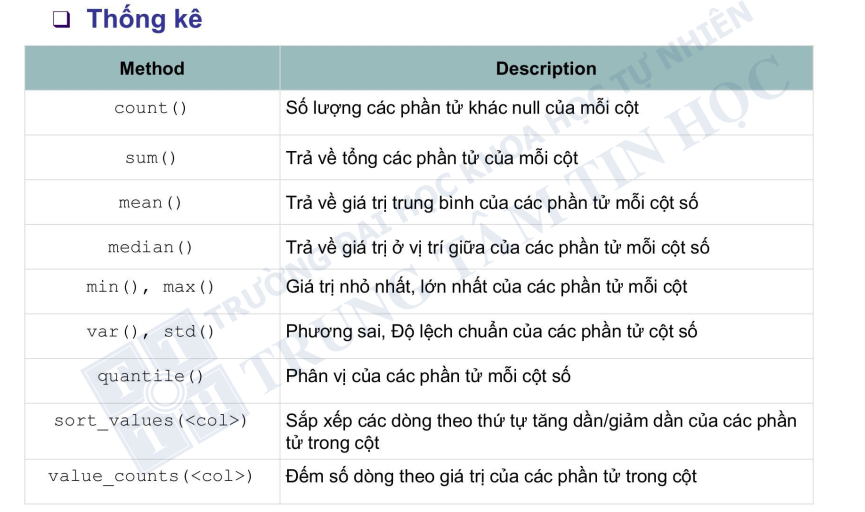 Thống kê
Method Description
count() Số lượng các phần tử khác null của mỗi cột
sum() Trả về tổng các phần tử của mỗi cột
mean() Trả về giá trị trung bình của các phần tử mỗi cột số
median() Trả về giá trị ở vị trí giữa của các phần tử mỗi cột số
min(), max() Giá trị nhỏ nhất, lớn nhất của các phần tử mỗi cột
var(), std() Phương sai, Độ lệch chuẩn của các phần tử cột số
quantile() Phân vị của các phần tử mỗi cột số
sort_values(<col>) Sắp xếp các dòng theo thứ tự tăng dần/giảm dần của các phần
tử trong cột
value_counts(<col>) Đếm số dòng theo giá trị của các phần tử trong cột
TRƯỜNG ĐẠI HỌC KHOA HỌC TỰ NHIÊN
TRUNG TÂM TIN HỌC